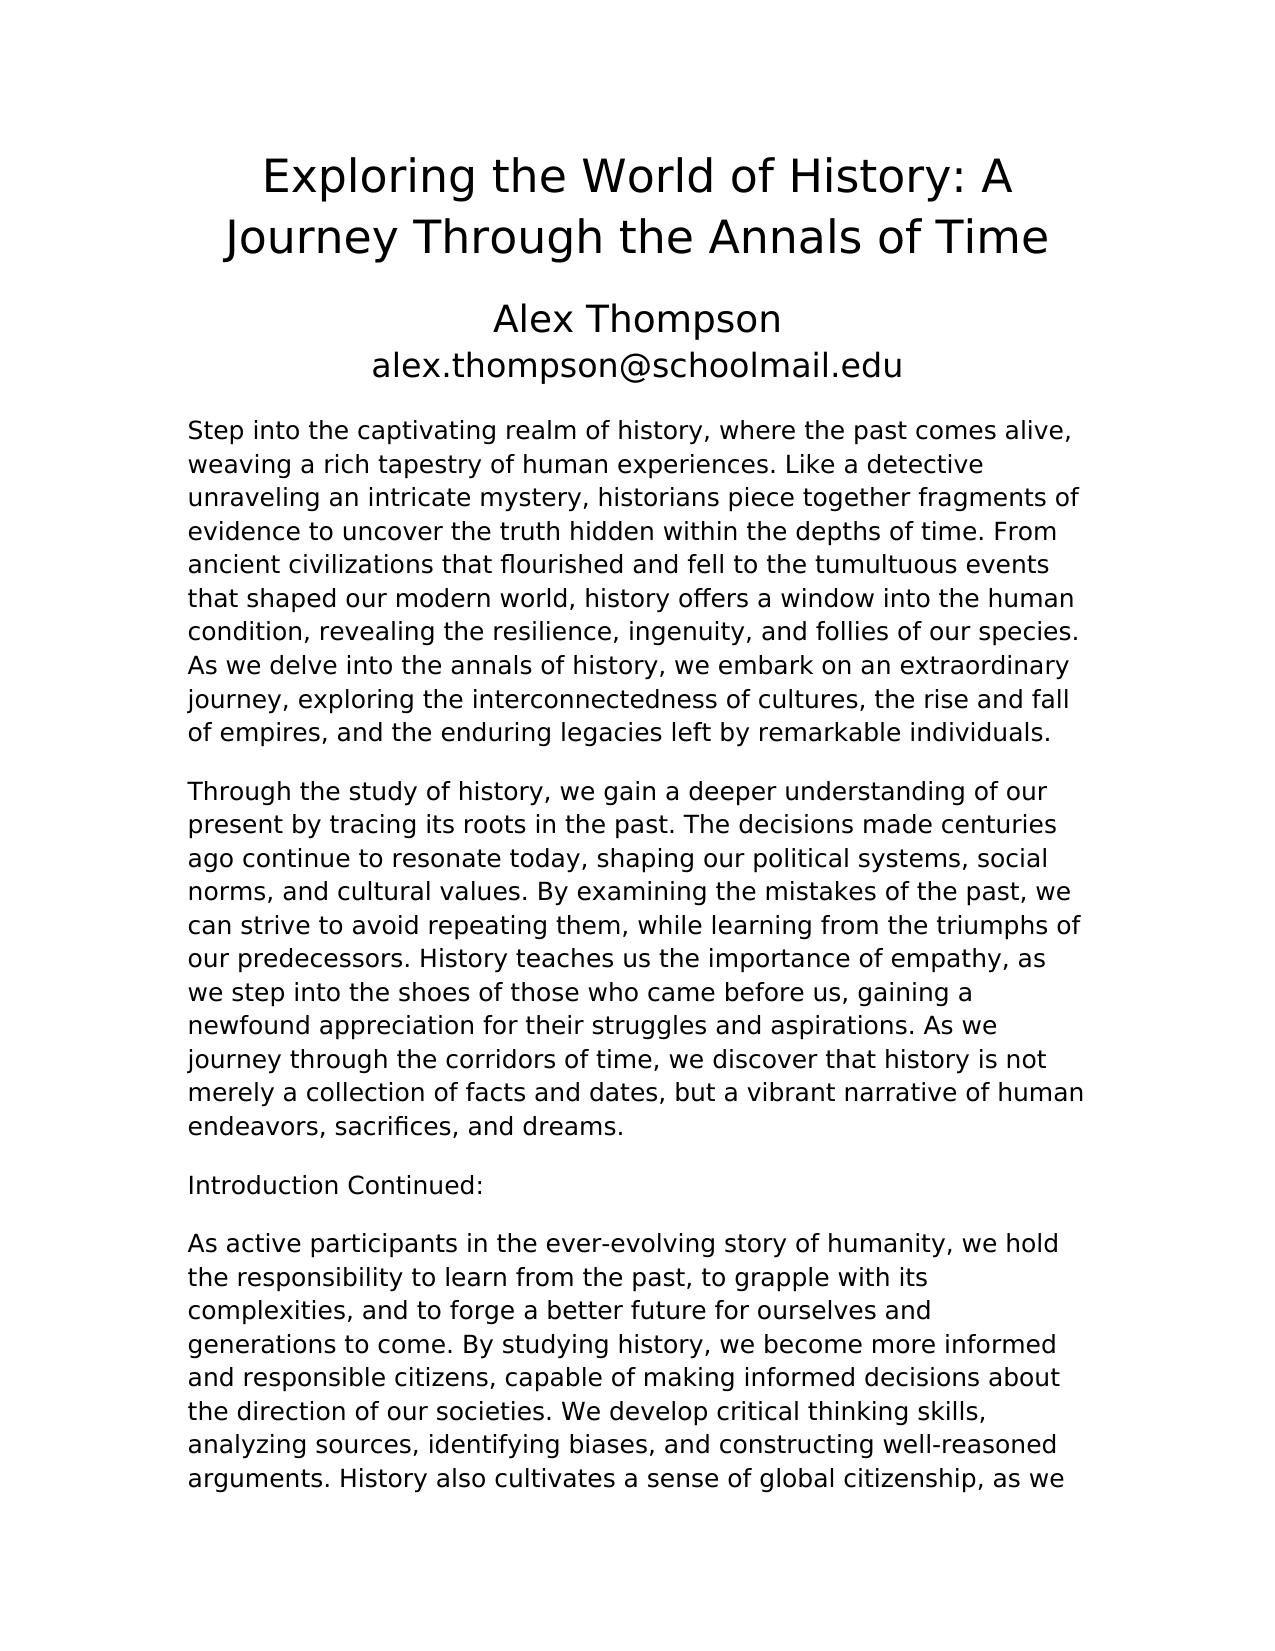 Exploring the World of History: A
Journey Through the Annals of Time
Alex Thompson
alex.thompson@schoolmail.edu
Step into the captivating realm of history, where the past comes alive,
weaving a rich tapestry of human experiences. Like a detective
unraveling an intricate mystery, historians piece together fragments of
evidence to uncover the truth hidden within the depths of time. From
ancient civilizations that flourished and fell to the tumultuous events
that shaped our modern world, history offers a window into the human
condition, revealing the resilience, ingenuity, and follies of our species.
As we delve into the annals of history, we embark on an extraordinary
journey, exploring the interconnectedness of cultures, the rise and fall
of empires, and the enduring legacies left by remarkable individuals.
Through the study of history, we gain a deeper understanding of our
present by tracing its roots in the past. The decisions made centuries
ago continue to resonate today, shaping our political systems, social
norms, and cultural values. By examining the mistakes of the past, we
can strive to avoid repeating them, while learning from the triumphs of
our predecessors. History teaches us the importance of empathy, as
we step into the shoes of those who came before us, gaining a
newfound appreciation for their struggles and aspirations. As we
journey through the corridors of time, we discover that history is not
merely a collection of facts and dates, but a vibrant narrative of human
endeavors, sacrifices, and dreams.
Introduction Continued:
As active participants in the ever-evolving story of humanity, we hold
the responsibility to learn from the past, to grapple with its
complexities, and to forge a better future for ourselves and
generations to come. By studying history, we become more informed
and responsible citizens, capable of making informed decisions about
the direction of our societies. We develop critical thinking skills,
analyzing sources, identifying biases, and constructing well-reasoned
arguments. History also cultivates a sense of global citizenship, as we